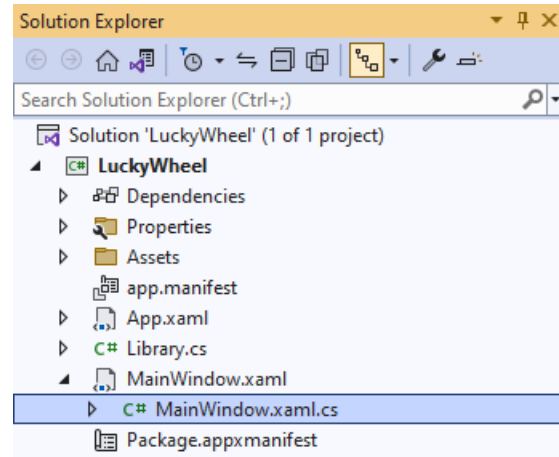 Solution Explorer
Search Solution Explorer (Ctrl+;)
Solution 'LuckyWheel' (1 of 1 project)
C# LuckyWheel
Dependencies
Properties
Assets
app.manifest
App.xaml
C# Library.cs
MainWindow.xaml
C# MainWindow.xaml.cs
Package.appxmanifest